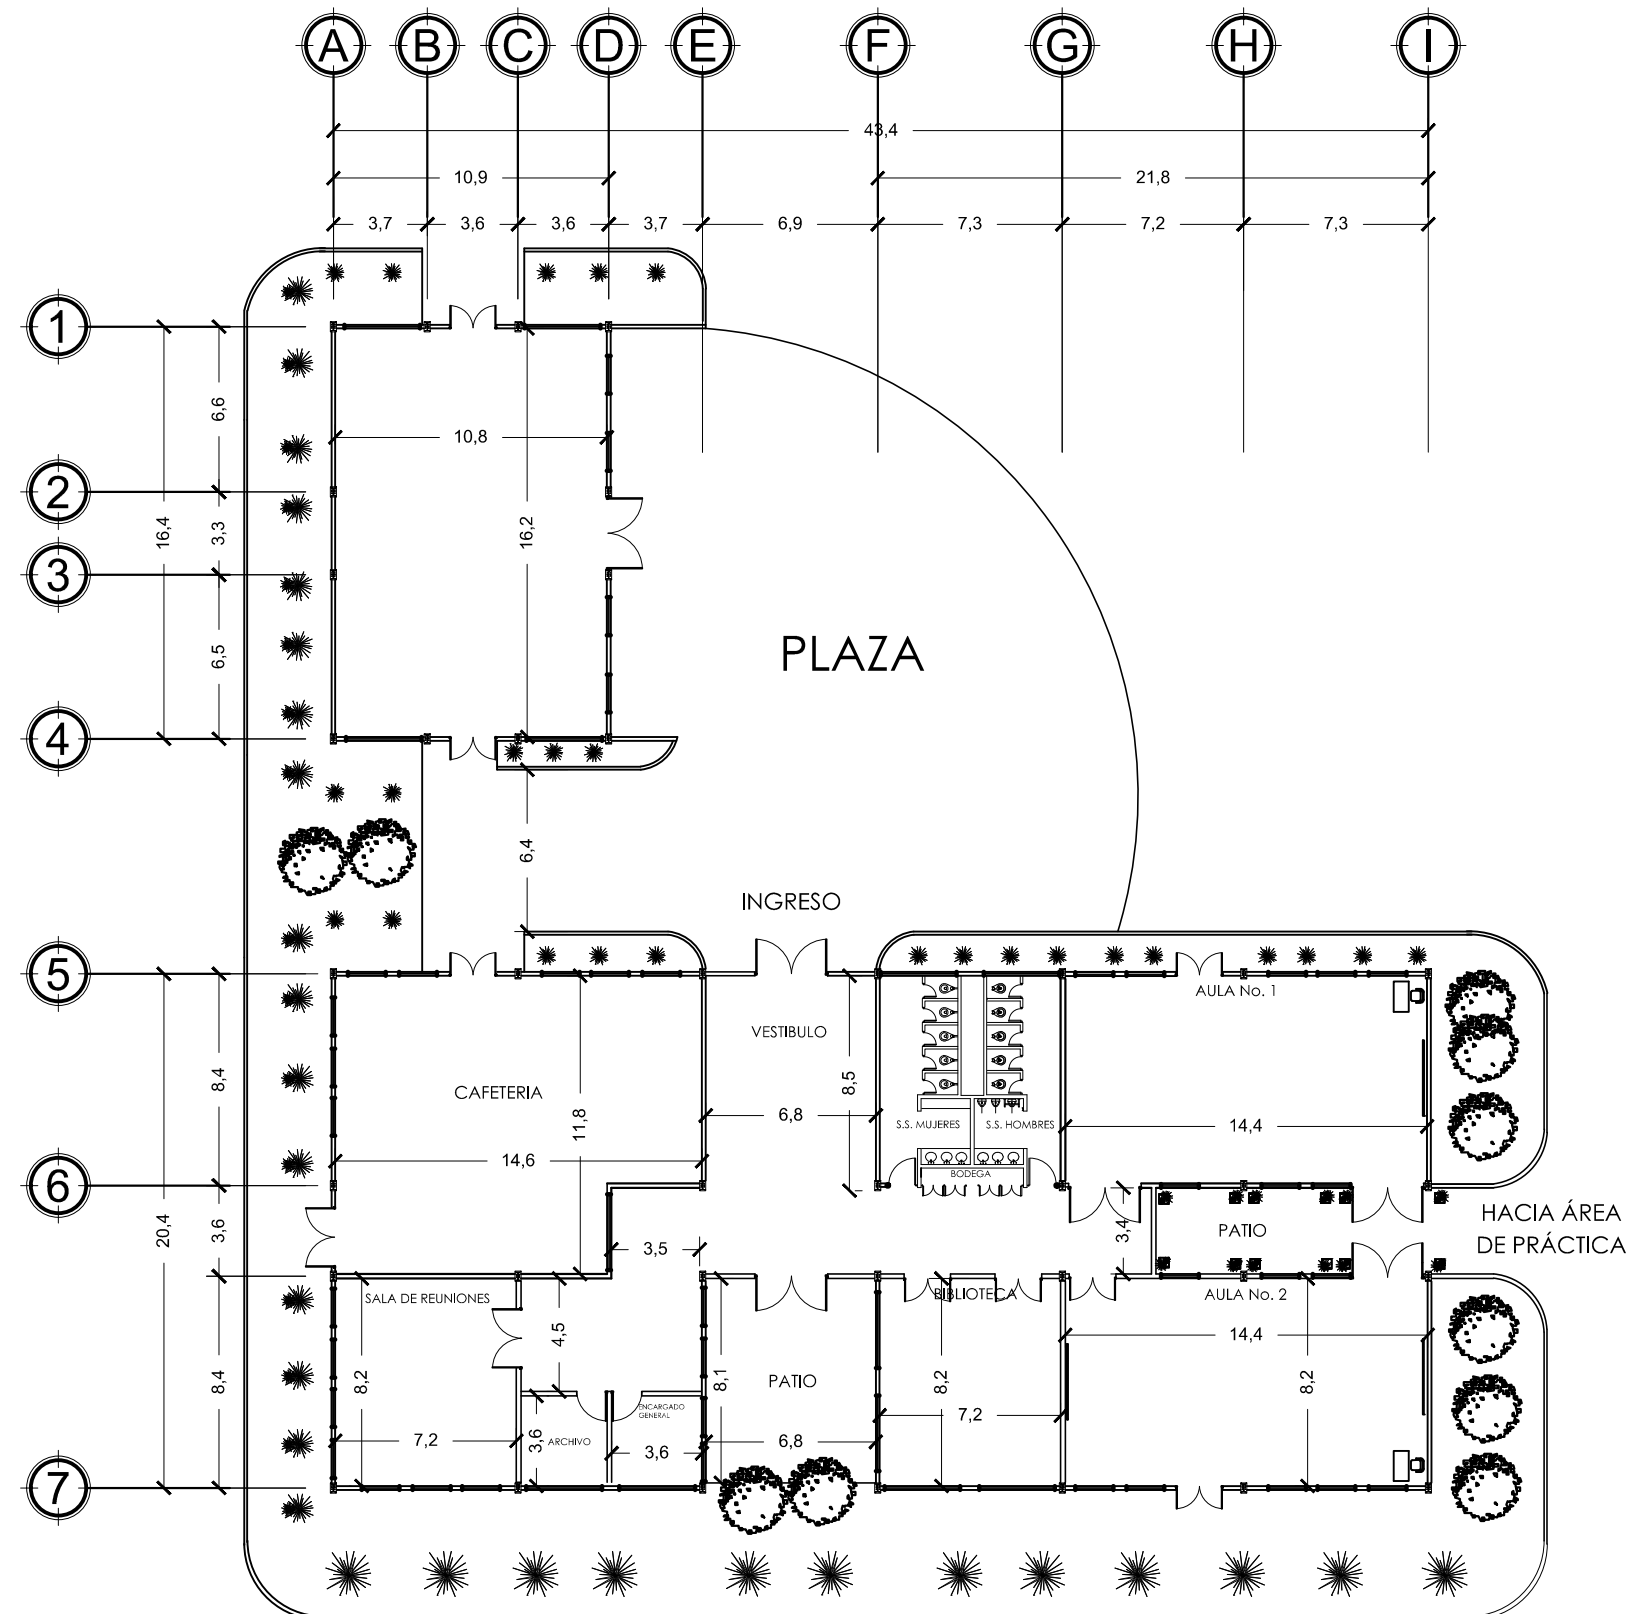 A B C D E F G H I
43,4
10,9 21,8
3,7 3,6 3,6 3,7 6,9 7,3 7,2 7,3
1
6,6
10,8
2
16,4 3,3 16,2
3
6,5
PLAZA
4
6,4
INGRESO
5
AULA No. 1
VESTIBULO
8,4 8,5
CAFETERIA
11,8 6,8
S.S. MUJERES S.S. HOMBRES 14,4
14,6
BODEGA
6
HACIA ÁREA
DE PRÁCTICA
20,4 3,6 3,4 PATIO
3,5
SALA DE REUNIONES BIBLIOTECA AULA No. 2
4,5 14,4
8,4 8,2 8,1 PATIO 8,2 8,2
ENCARGADO
GENERAL
7,2 3,6 ARCHIVO 3,6 6,8 7,2
7